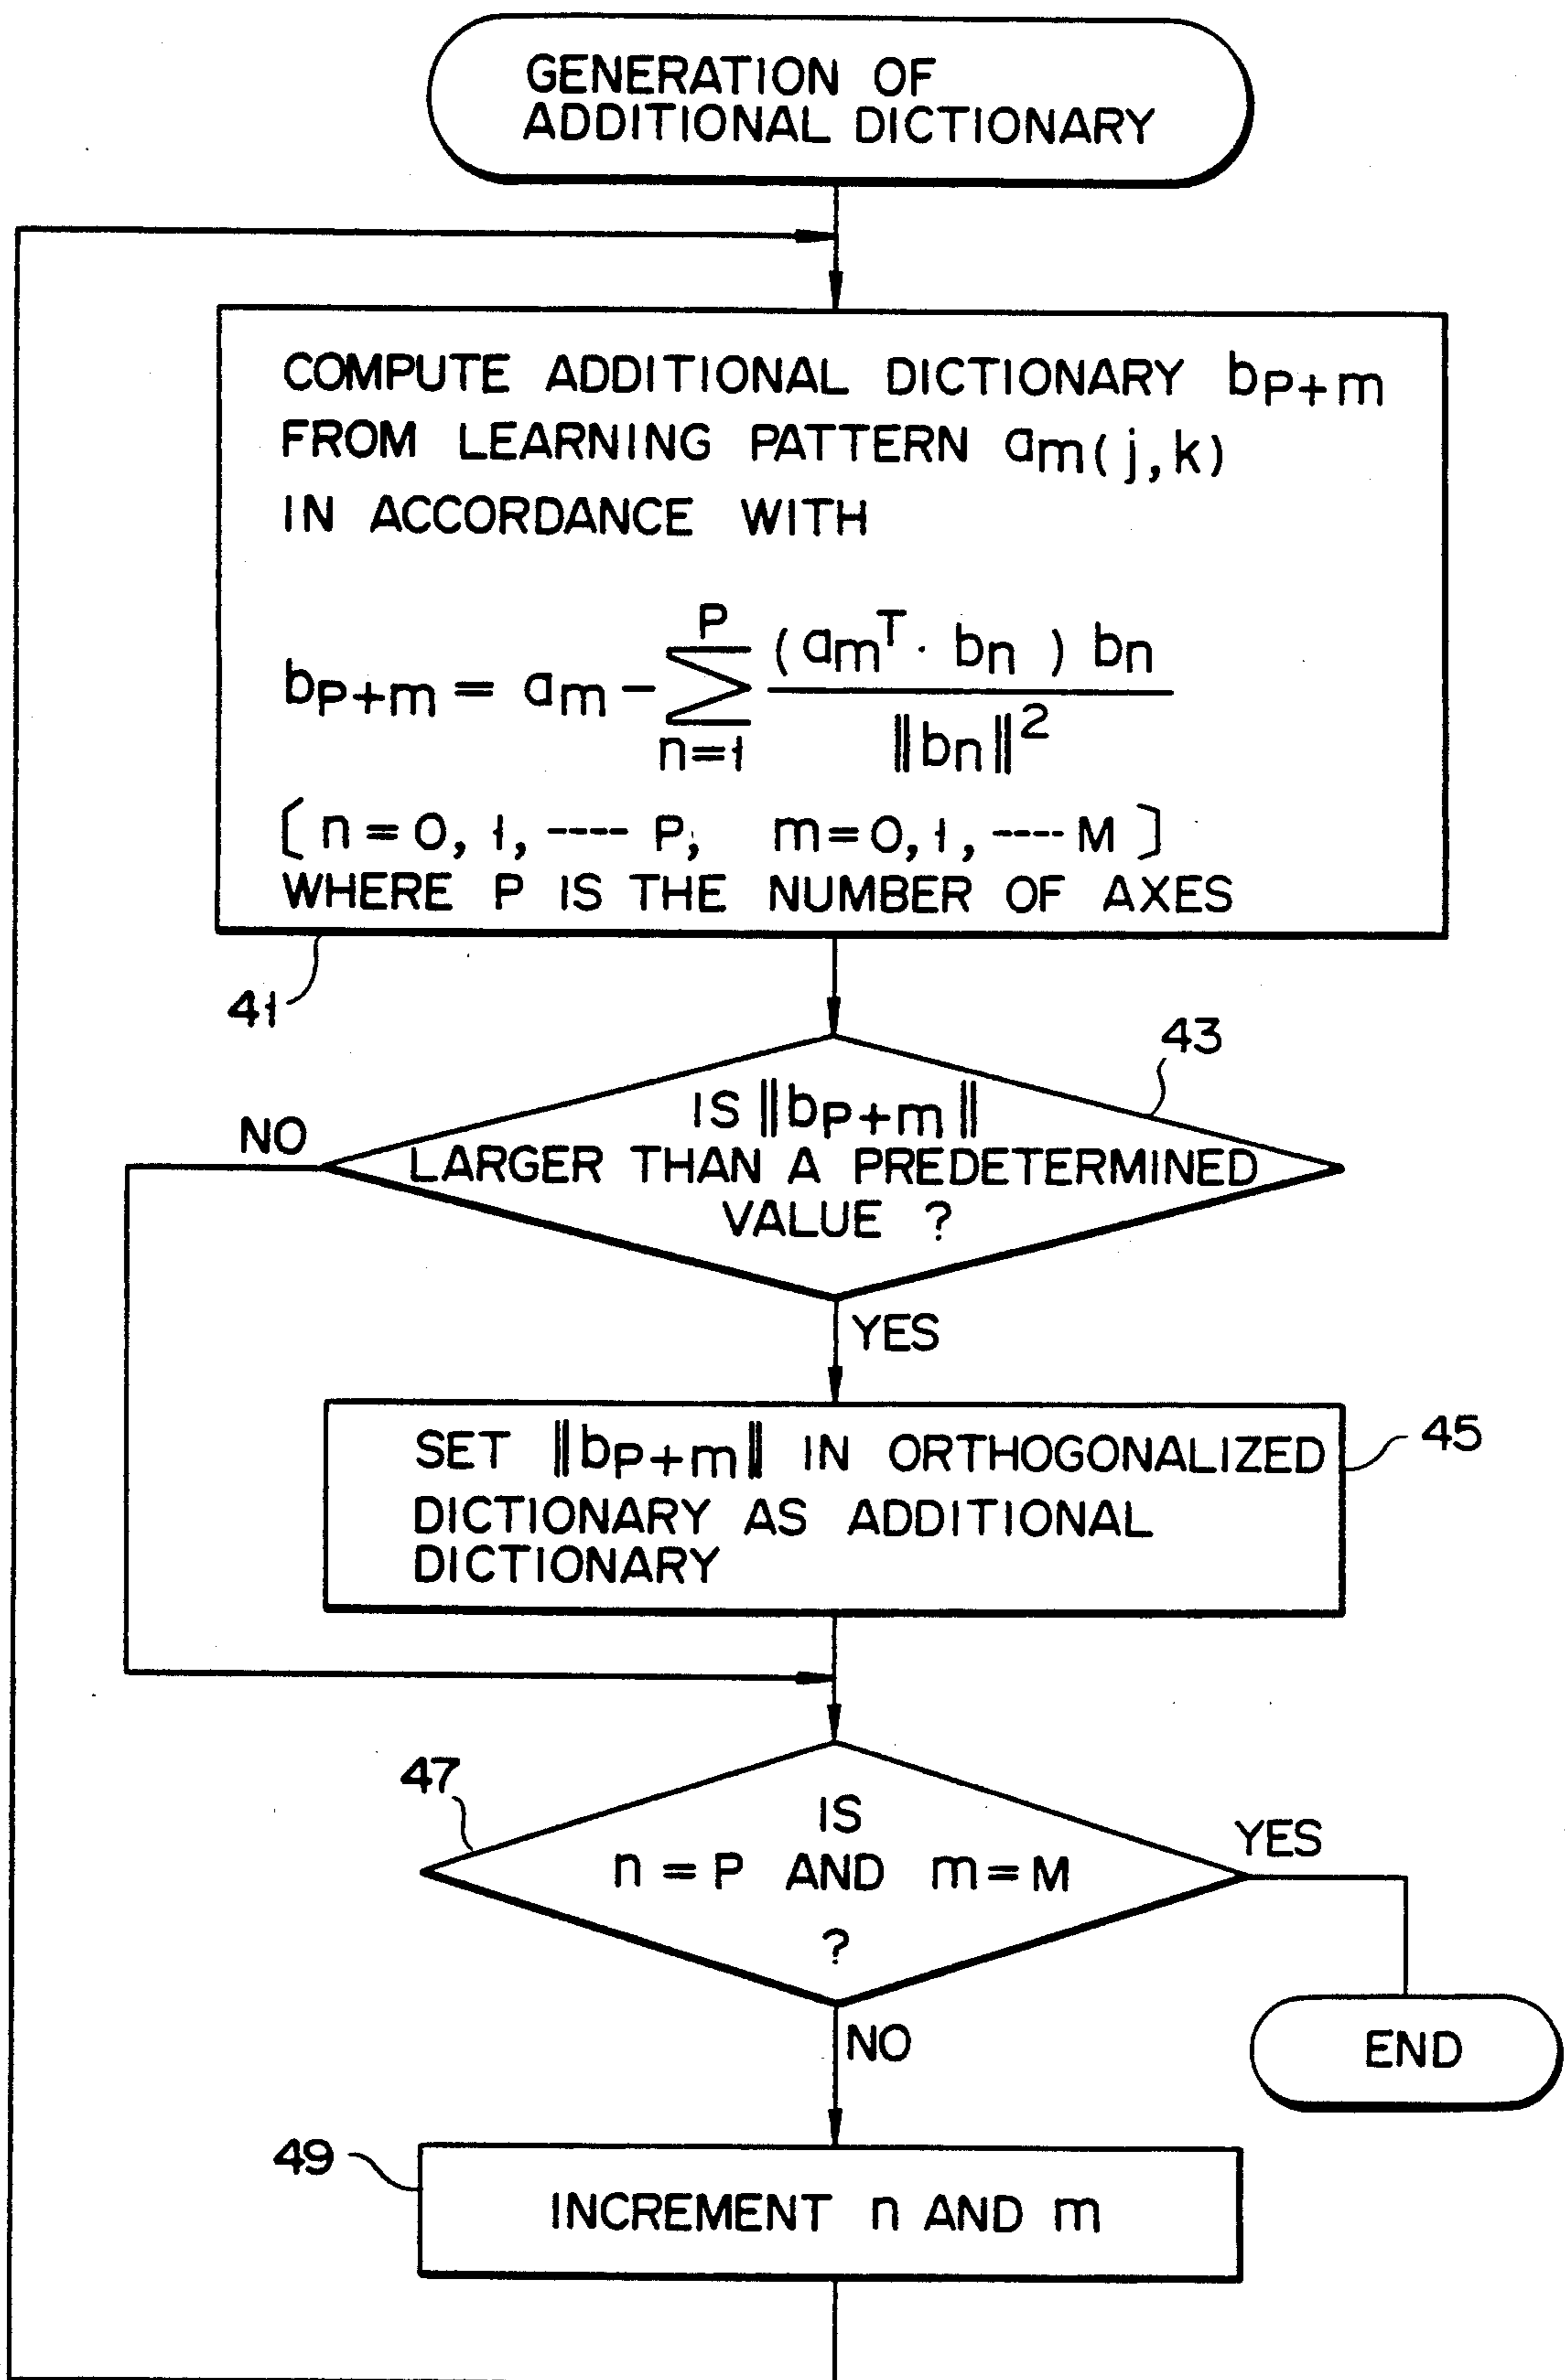 GENERATION OF
ADDITIONAL DICTIONARY
COMPUTE ADDITIONAL DICTIONARY bP+m
FROM LEARNING PATTERN am(j,k)
IN ACCORDANCE WITH
bP+m = am - P∑n=1 (amT · bn) bn / ‖bn‖2
[n=0, 1, ---- P, m=0, 1, ---- M]
WHERE P IS THE NUMBER OF AXES
41
43
IS ‖bP+m‖
LARGER THAN A PREDETERMINED
VALUE ?
NO
YES
SET ‖bP+m‖ IN ORTHOGONALIZED
DICTIONARY AS ADDITIONAL
DICTIONARY
45
47
IS
n = P AND m = M
?
YES
NO
END
49
INCREMENT n AND m